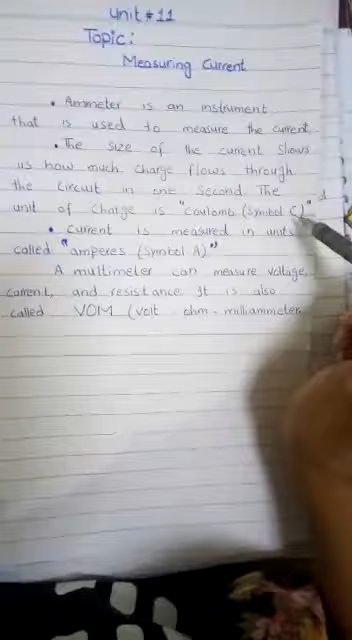 Unit # 11
Topic:
Measuring Current
• Ammeter is an instrument
that is used to measure the current.
• The size of the current shows
us how much charge flows through
the circuit in one second. The
unit of charge is "coulomb (symbol C)"
• Current is measured in units
called "amperes (symbol A)"
A multimeter can measure voltage,
current, and resistance. It is also
called VOM (volt - ohm - milliammeter